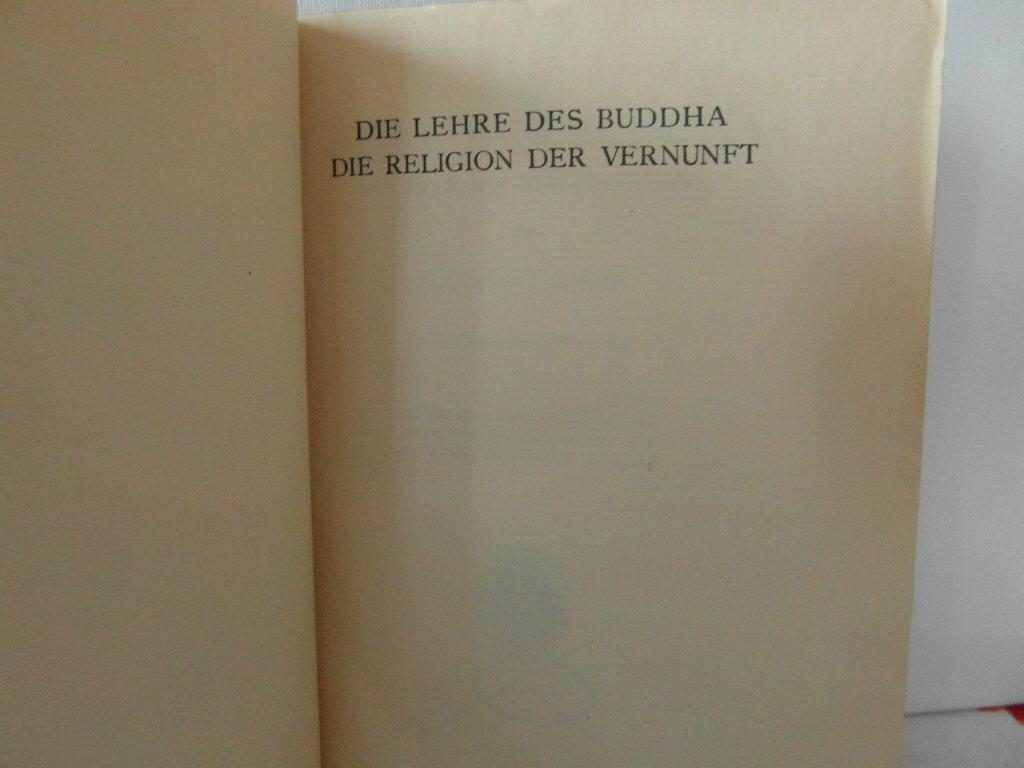 DIE LEHRE DES BUDDHA
DIE RELIGION DER VERNUNFT